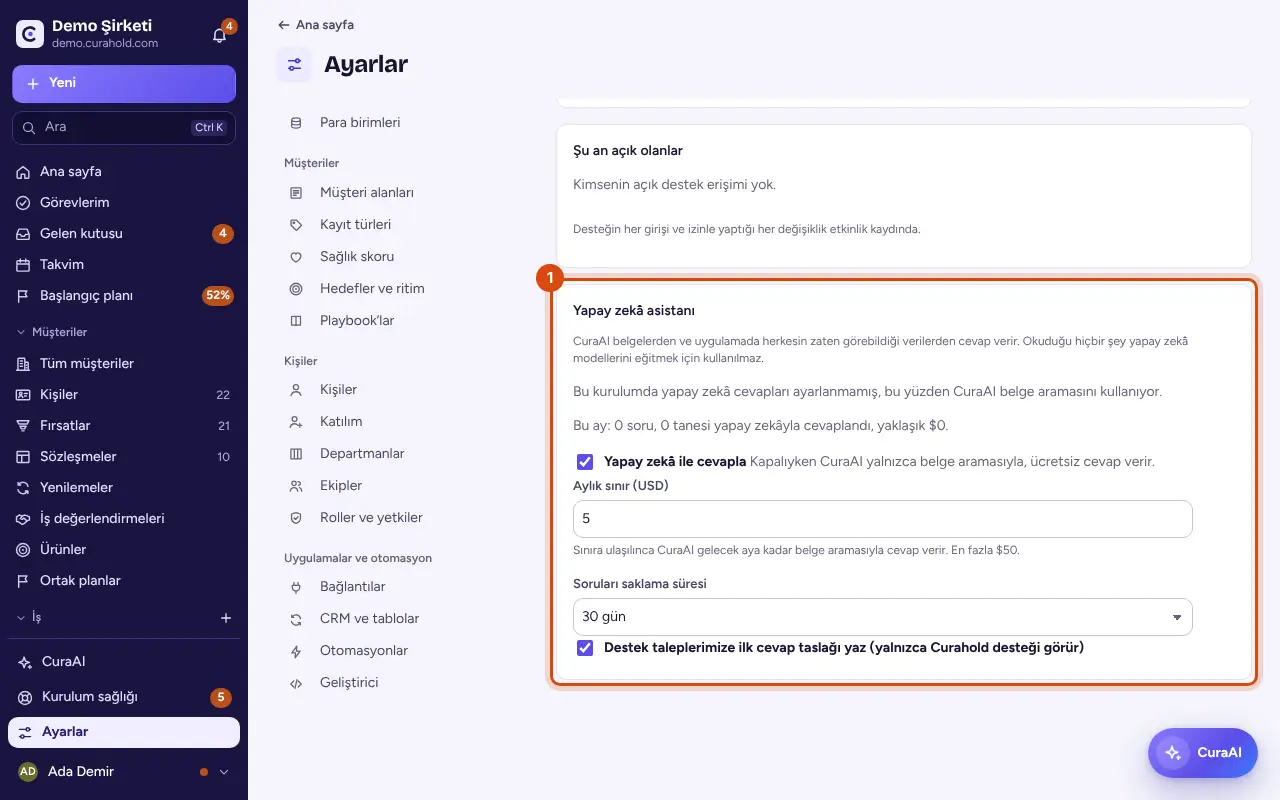 Demo Şirketi
demo.curahold.com
4
Yeni
Ara
Ctrl K
Ana sayfa
Görevlerim
Gelen kutusu
4
Takvim
Başlangıç planı
52%
Müşteriler
Tüm müşteriler
Kişiler
22
Fırsatlar
21
Sözleşmeler
10
Yenilemeler
İş değerlendirmeleri
Ürünler
Ortak planlar
İş
CuraAI
Kurulum sağlığı
5
Ayarlar
AD
Ada Demir
Ana sayfa
Ayarlar
Para birimleri
Müşteriler
Müşteri alanları
Kayıt türleri
Sağlık skoru
Hedefler ve ritim
Playbook'lar
Kişiler
Kişiler
Katılım
Departmanlar
Ekipler
Roller ve yetkiler
Uygulamalar ve otomasyon
Bağlantılar
CRM ve tablolar
Otomasyonlar
Geliştirici
Şu an açık olanlar
Kimsenin açık destek erişimi yok.
Desteğin her girişi ve izinle yaptığı her değişiklik etkinlik kaydında.
1
Yapay zekâ asistanı
CuraAI belgelerden ve uygulamada herkesin zaten görebildiği verilerden cevap verir. Okuduğu hiçbir şey yapay zekâ
modellerini eğitmek için kullanılmaz.
Bu kurulumda yapay zekâ cevapları ayarlanmamış, bu yüzden CuraAI belge aramasını kullanıyor.
Bu ay: 0 soru, 0 tanesi yapay zekâyla cevaplandı, yaklaşık $0.
Yapay zekâ ile cevapla Kapalıyken CuraAI yalnızca belge aramasıyla, ücretsiz cevap verir.
Aylık sınır (USD)
5
Sınıra ulaşılınca CuraAI gelecek aya kadar belge aramasıyla cevap verir. En fazla $50.
Soruları saklama süresi
30 gün
Destek taleplerimize ilk cevap taslağı yaz (yalnızca Curahold desteği görür)
CuraAI